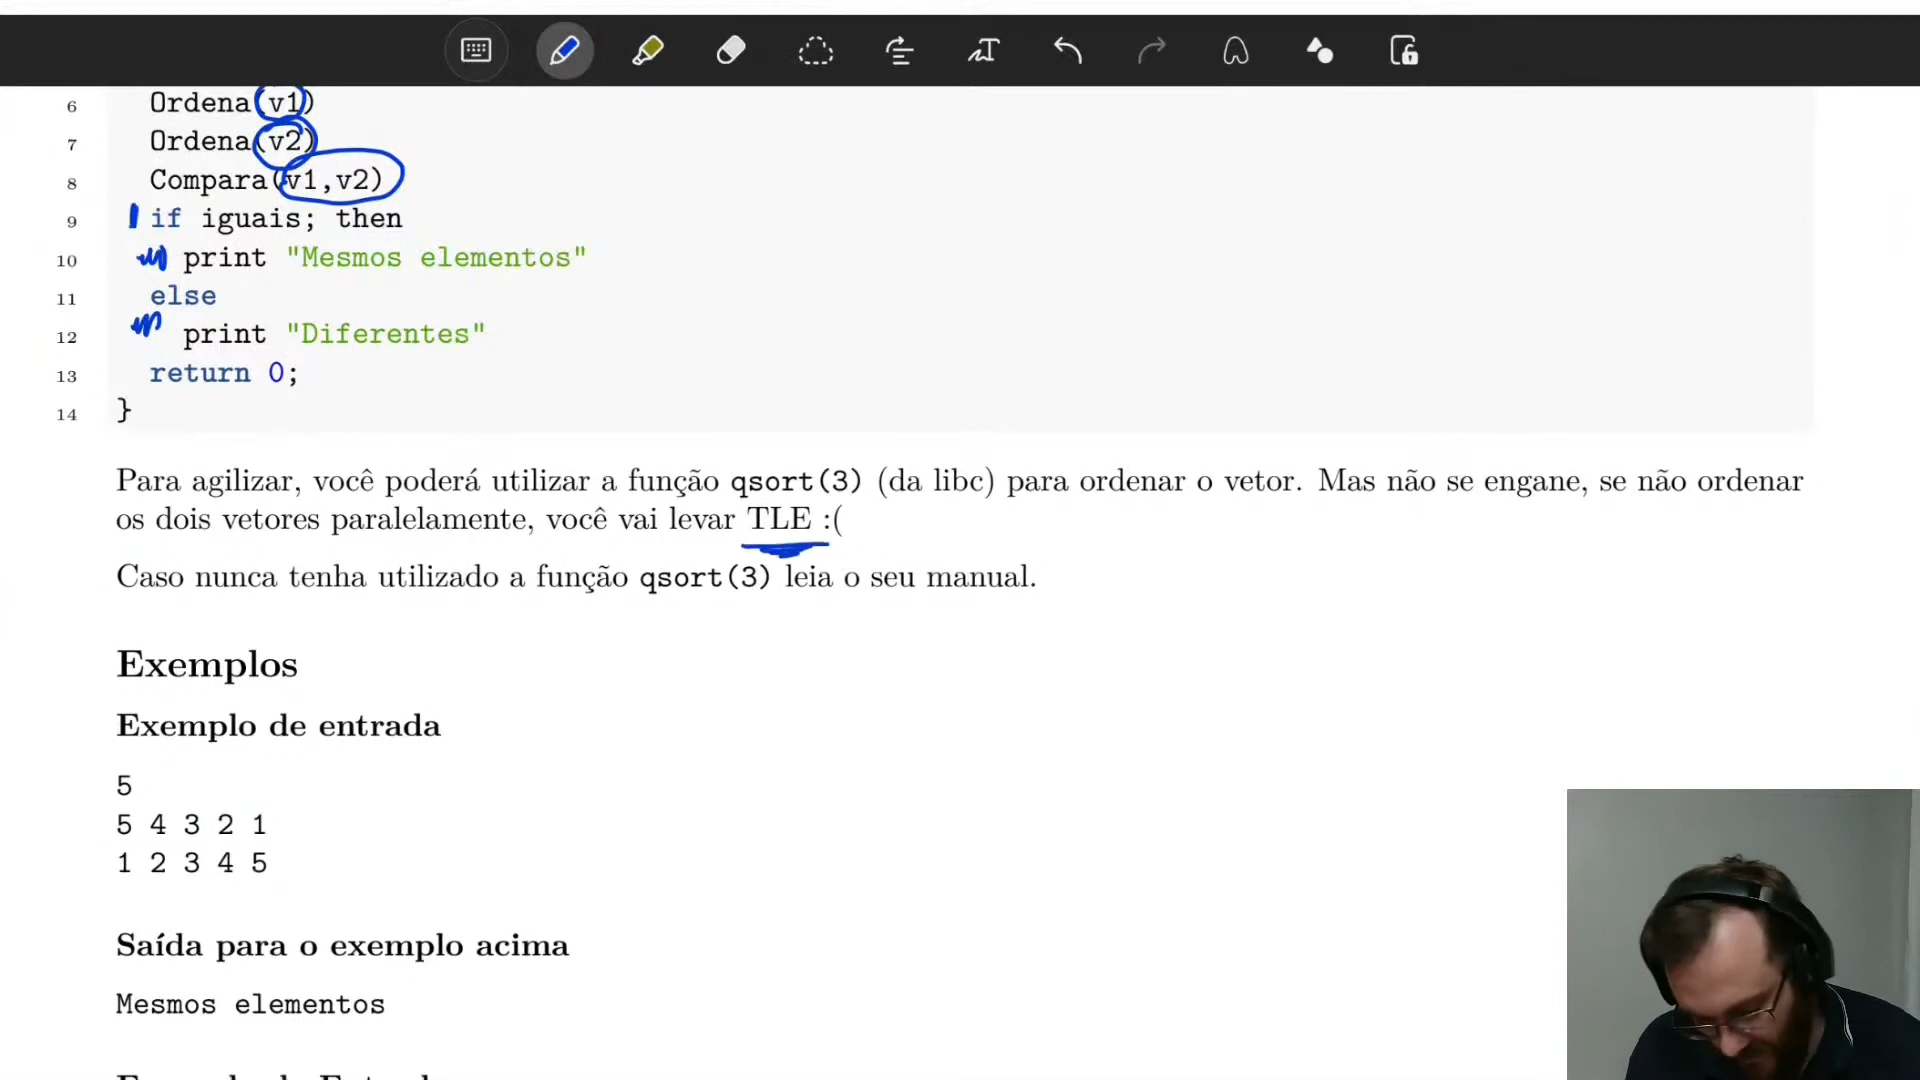 6 Ordena(v1)
7 Ordena(v2)
8 Compara(v1,v2)
9 if iguais; then
10 print "Mesmos elementos"
11 else
12 print "Diferentes"
13 return 0;
14 }
Para agilizar, você poderá utilizar a função qsort(3) (da libc) para ordenar o vetor. Mas não se engane, se não ordenar
os dois vetores paralelamente, você vai levar TLE :(
Caso nunca tenha utilizado a função qsort(3) leia o seu manual.
Exemplos
Exemplo de entrada
5
5 4 3 2 1
1 2 3 4 5
Saída para o exemplo acima
Mesmos elementos